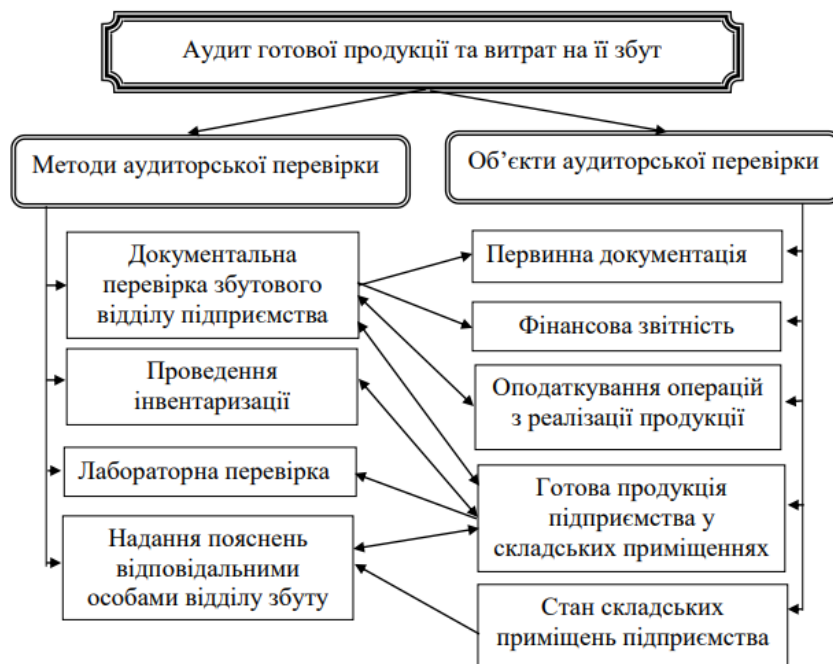 Аудит готової продукції та витрат на її збут
Методи аудиторської перевірки
Об’єкти аудиторської перевірки
Документальна
перевірка збутового
відділу підприємства
Проведення
інвентаризації
Лабораторна перевірка
Надання пояснень
відповідальними
особами відділу збуту
Первинна документація
Фінансова звітність
Оподаткування операцій
з реалізації продукції
Готова продукція
підприємства у
складських приміщеннях
Стан складських
приміщень підприємства